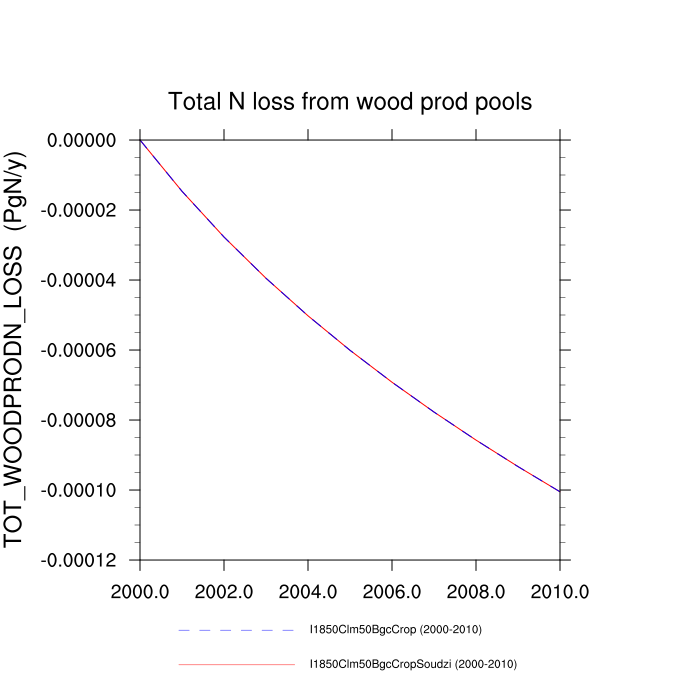 Total N loss from wood prod pools
TOT_WOODPRODN_LOSS (PgN/y)
0.00000
-0.00002
-0.00004
-0.00006
-0.00008
-0.00010
-0.00012
2000.0 2002.0 2004.0 2006.0 2008.0 2010.0
I1850Clm50BgcCrop (2000-2010)
I1850Clm50BgcCropSoudzi (2000-2010)